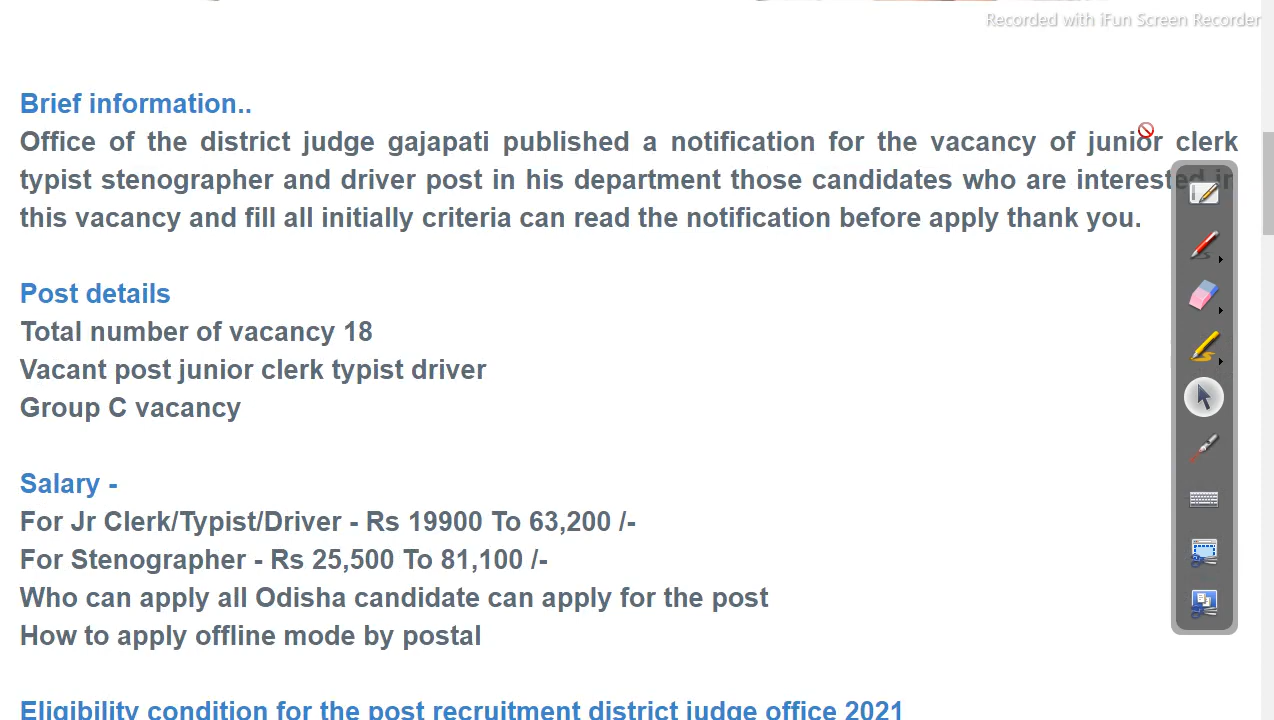 Recorded with iFun Screen Recorder
Brief information..
Office of the district judge gajapati published a notification for the vacancy of junior clerk
typist stenographer and driver post in his department those candidates who are interested in
this vacancy and fill all initially criteria can read the notification before apply thank you.
Post details
Total number of vacancy 18
Vacant post junior clerk typist driver
Group C vacancy
Salary -
For Jr Clerk/Typist/Driver - Rs 19900 To 63,200 /-
For Stenographer - Rs 25,500 To 81,100 /-
Who can apply all Odisha candidate can apply for the post
How to apply offline mode by postal
Eligibility condition for the post recruitment district judge office 2021